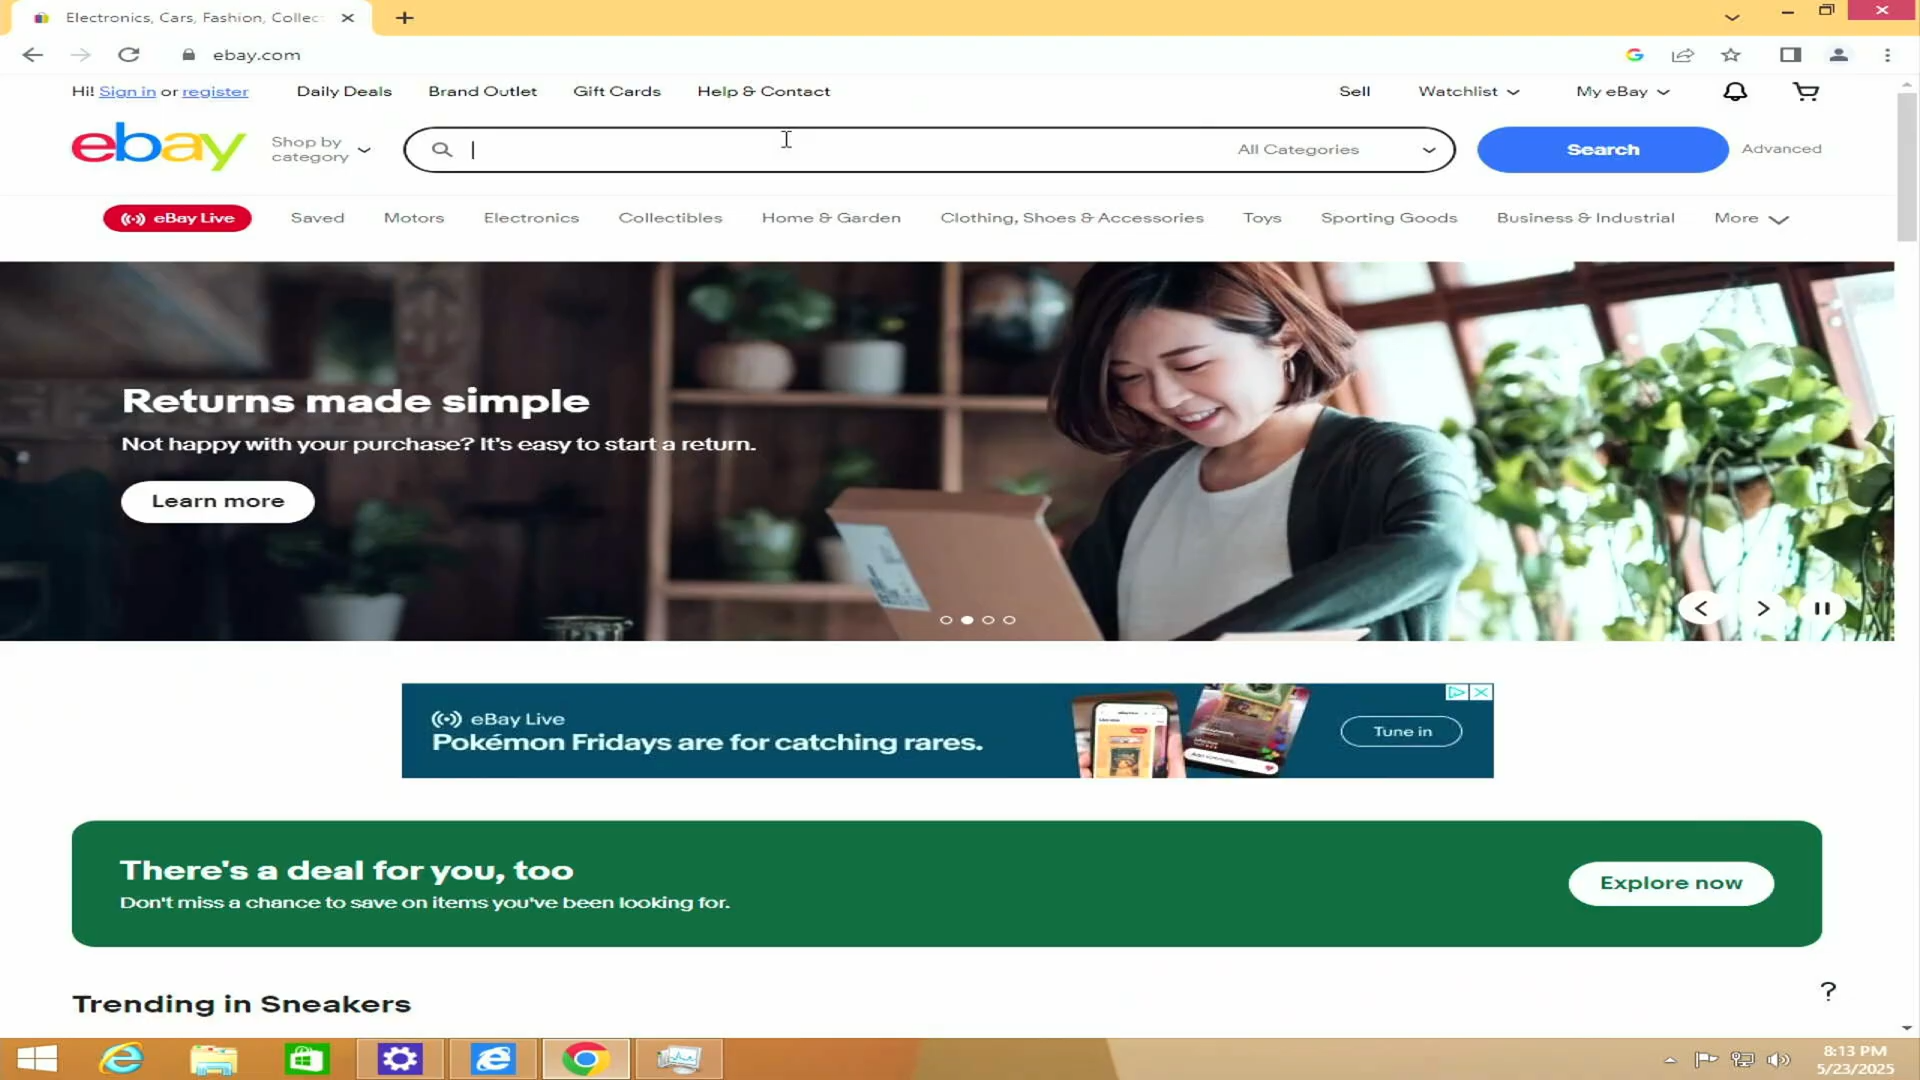 Electronics, Cars, Fashion, Collec
ebay.com
Hi! Sign in or register
Daily Deals
Brand Outlet
Gift Cards
Help & Contact
Sell
Watchlist
My eBay
ebay
Shop by
category
All Categories
Search
Advanced
eBay Live
Saved
Motors
Electronics
Collectibles
Home & Garden
Clothing, Shoes & Accessories
Toys
Sporting Goods
Business & Industrial
More
Returns made simple
Not happy with your purchase? It's easy to start a return.
Learn more
eBay Live
Pokémon Fridays are for catching rares.
Tune in
There's a deal for you, too
Don't miss a chance to save on items you've been looking for.
Explore now
Trending in Sneakers
?
8:13 PM
5/23/2025